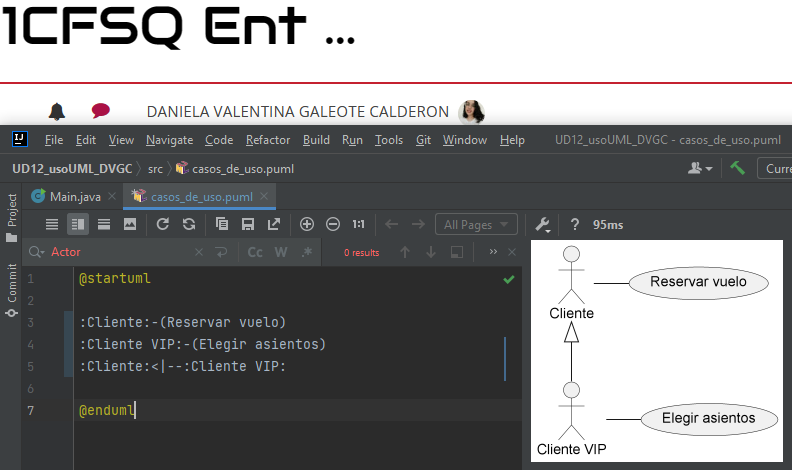 1CFSQ Ent ...
DANIELA VALENTINA GALEOTE CALDERON
File Edit View Navigate Code Refactor Build Run Tools Git Window Help UD12_usoUML_DVGC - casos_de_uso.puml
UD12_usoUML_DVGC src casos_de_uso.puml Curre
Main.java casos_de_uso.puml
Project
Commit
1:1 All Pages ? 95ms
Actor Cc W .* 0 results
1 @startuml
2
3 :Cliente:-(Reservar vuelo)
4 :Cliente VIP:-(Elegir asientos)
5 :Cliente:<|--:Cliente VIP:
6
7 @enduml
Reservar vuelo
Cliente
Elegir asientos
Cliente VIP